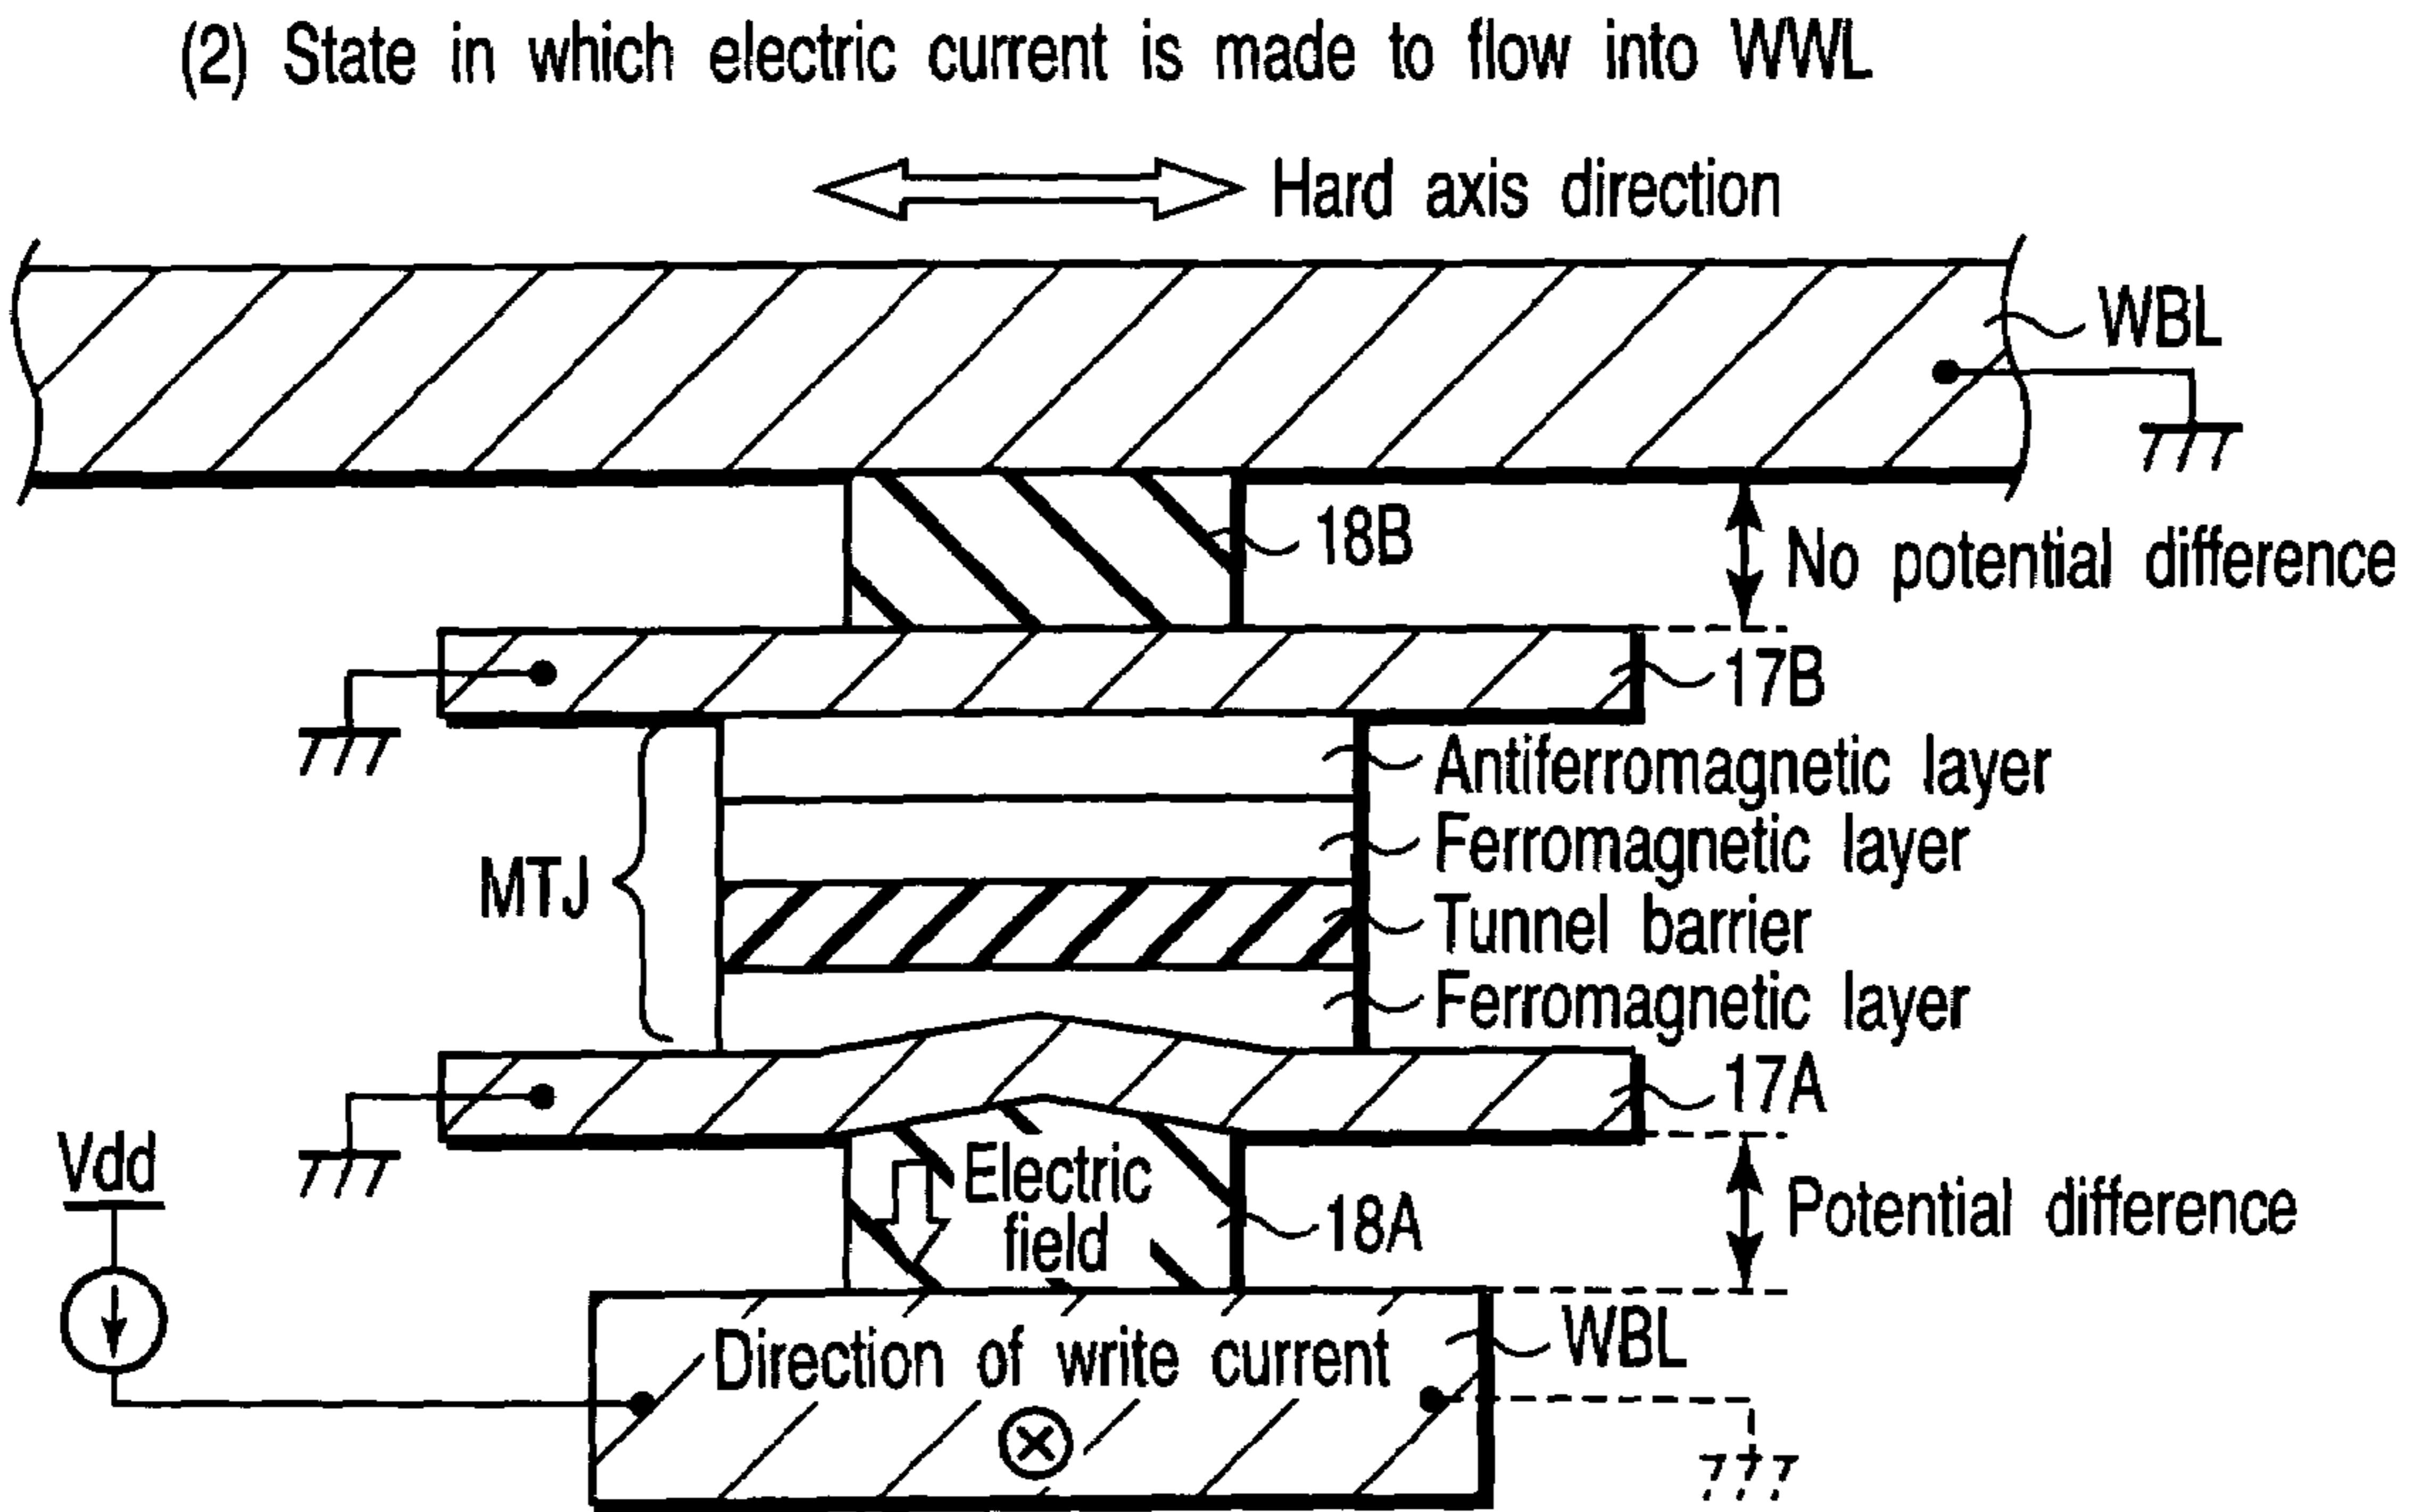 (2) State in which electric current is made to flow into WWL
Hard axis direction
WBL
18B
No potential difference
17B
Antiferromagnetic layer
Ferromagnetic layer
MTJ
Tunnel barrier
Ferromagnetic layer
17A
Vdd
Electric
field
18A
Potential difference
WBL
Direction of write current